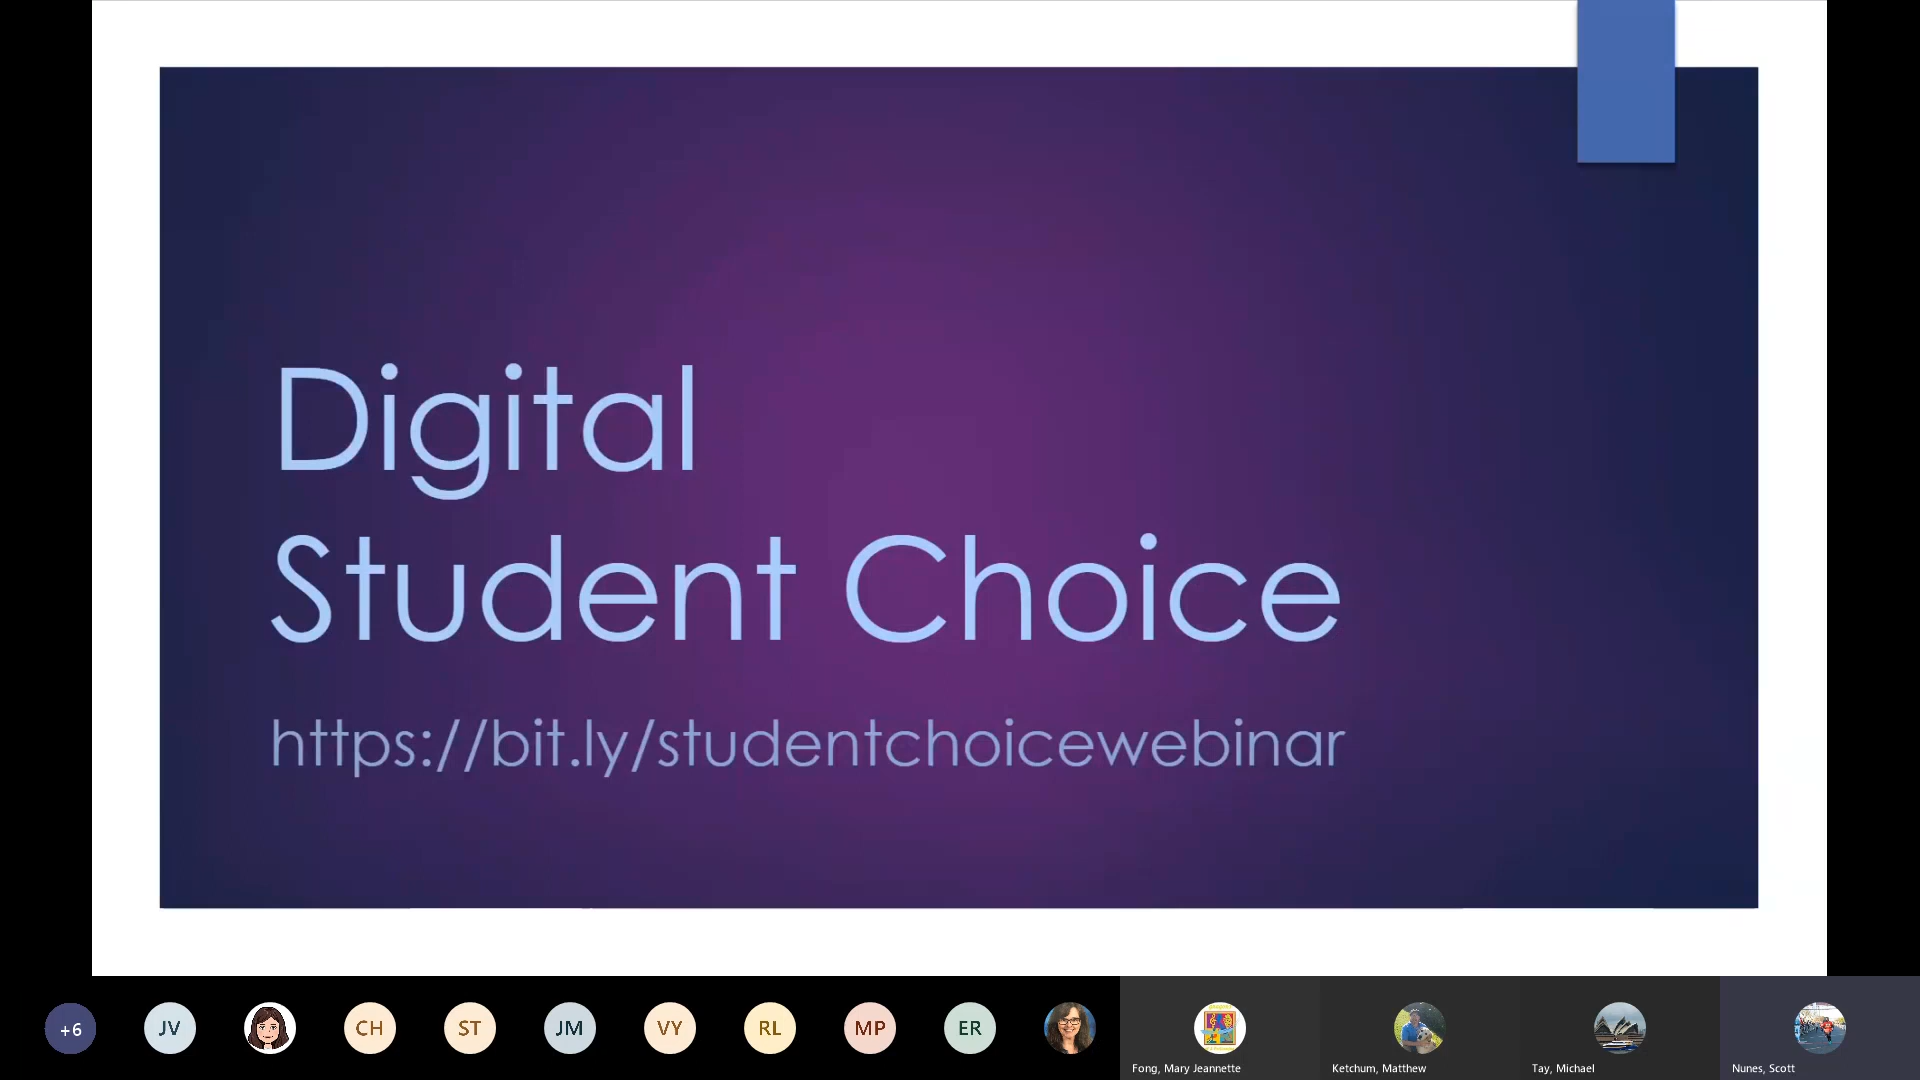 Digital
Student Choice
https://bit.ly/studentchoicewebinar
+6
JV
CH
ST
JM
VY
RL
MP
ER
Fong, Mary Jeannette
Ketchum, Matthew
Tay, Michael
Nunes, Scott